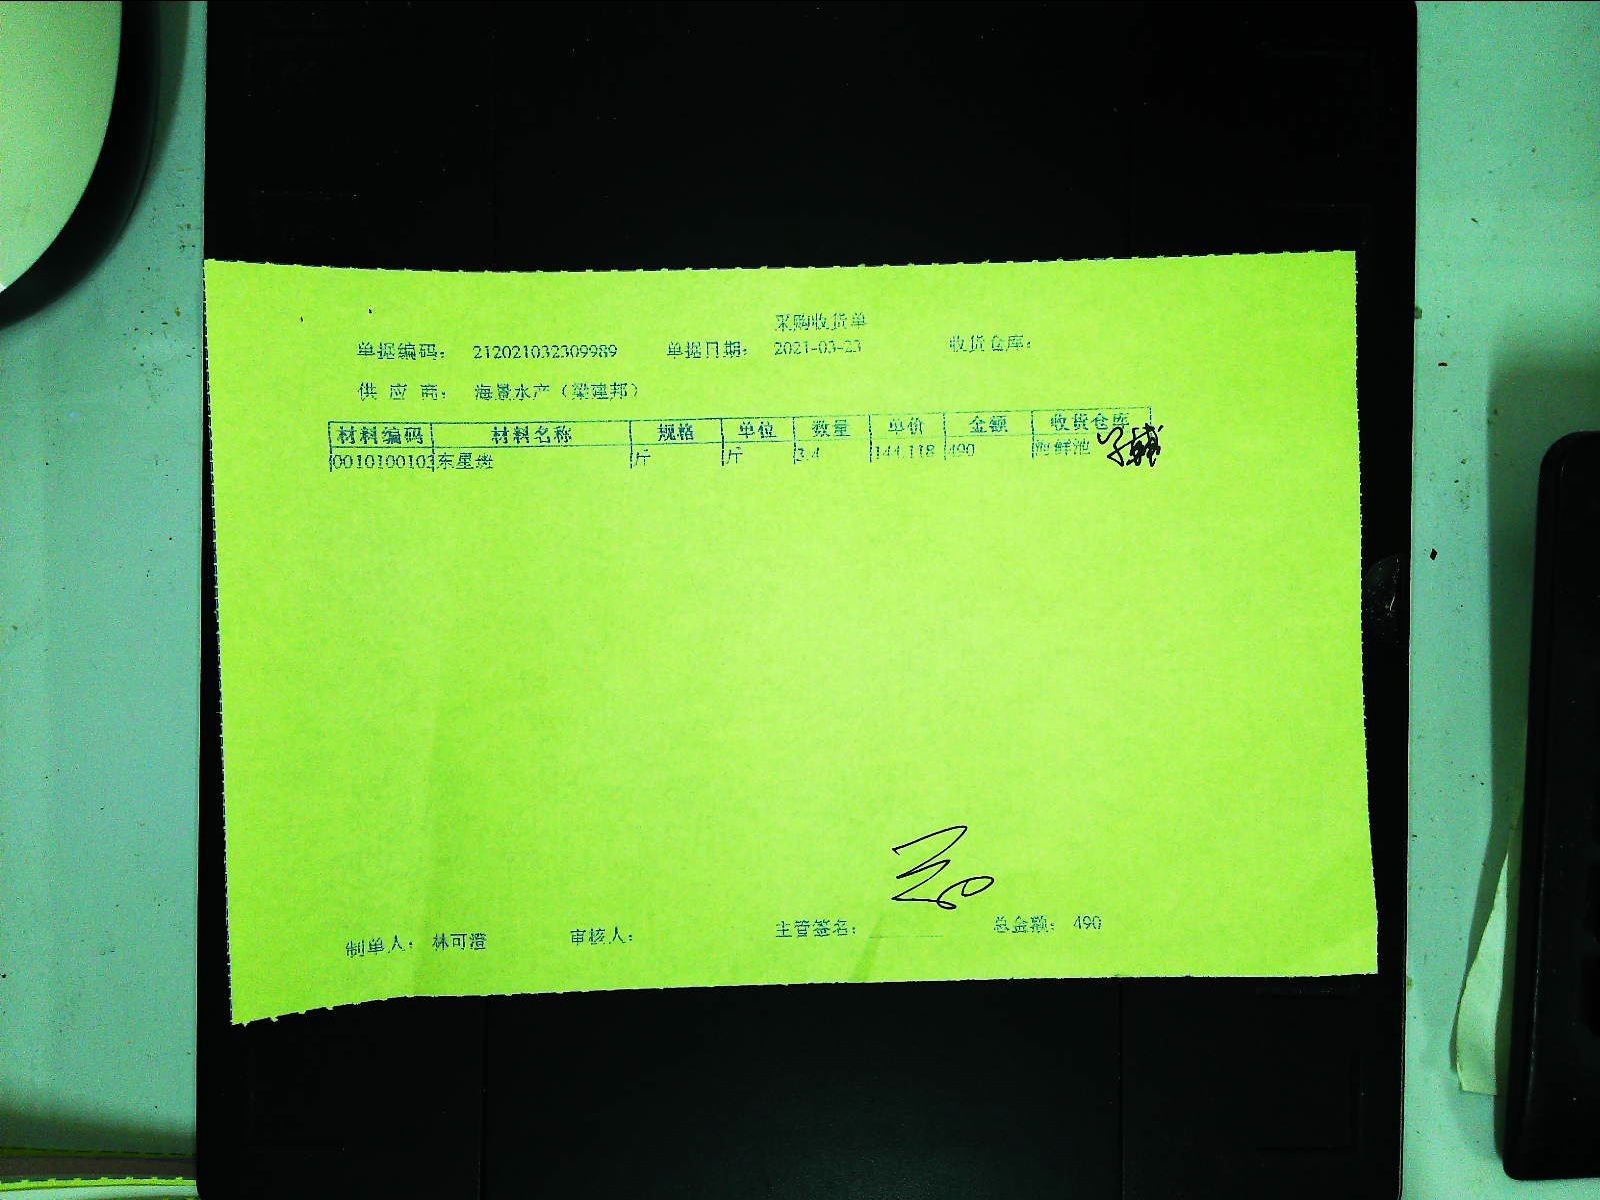 采购收货单
单据编码： 212021032309989 单据日期： 2021-03-23 收货仓库：
供 应 商： 海景水产（梁建邦）
材料编码 材料名称 规格 单位 数量 单价 金额 收货仓库
0010100103 东星斑 斤 斤 3.4 144.118 490 海鲜池
制单人： 林可澄 审核人： 主管签名： 总金额： 490